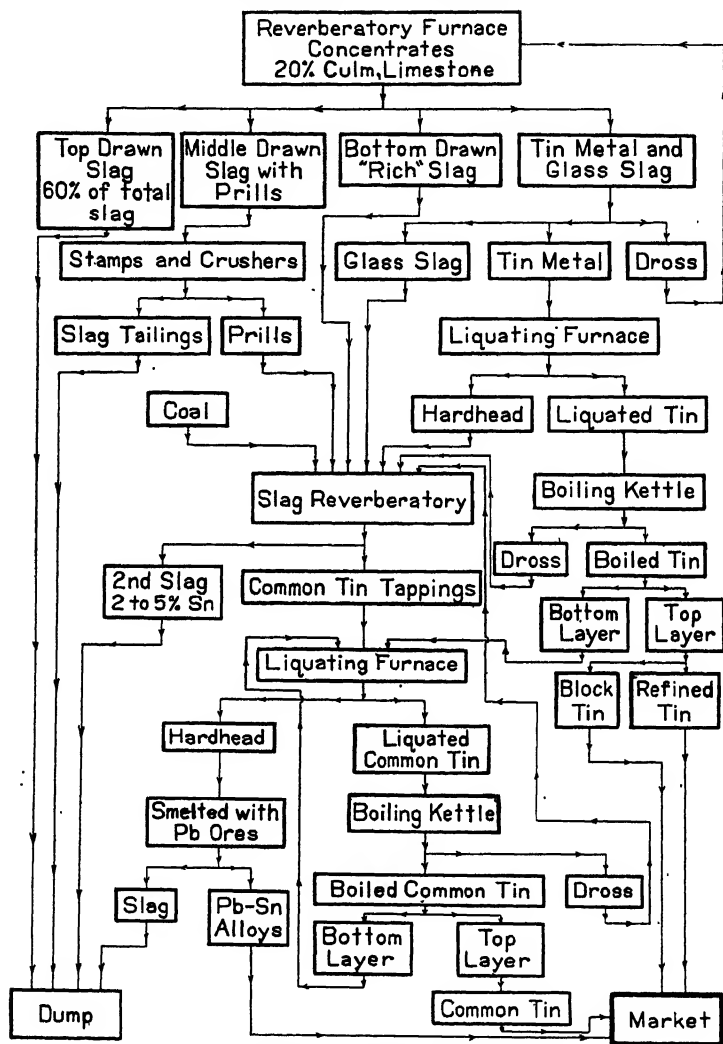 Reverberatory Furnace
Concentrates
20% Culm, Limestone
Top Drawn
Slag
60% of total
slag
Middle Drawn
Slag with
Prills
Bottom Drawn
"Rich" Slag
Tin Metal and
Glass Slag
Stamps and Crushers
Glass Slag
Tin Metal
Dross
Slag Tailings
Prills
Liquating Furnace
Coal
Hardhead
Liquated Tin
Slag Reverberatory
Boiling Kettle
2nd Slag
2 to 5% Sn
Common Tin Tappings
Dross
Boiled Tin
Bottom
Layer
Top
Layer
Liquating Furnace
Block
Tin
Refined
Tin
Hardhead
Liquated
Common Tin
Smelted with
Pb Ores
Boiling Kettle
Slag
Pb-Sn
Alloys
Boiled Common Tin
Dross
Bottom
Layer
Top
Layer
Common Tin
Dump
Market